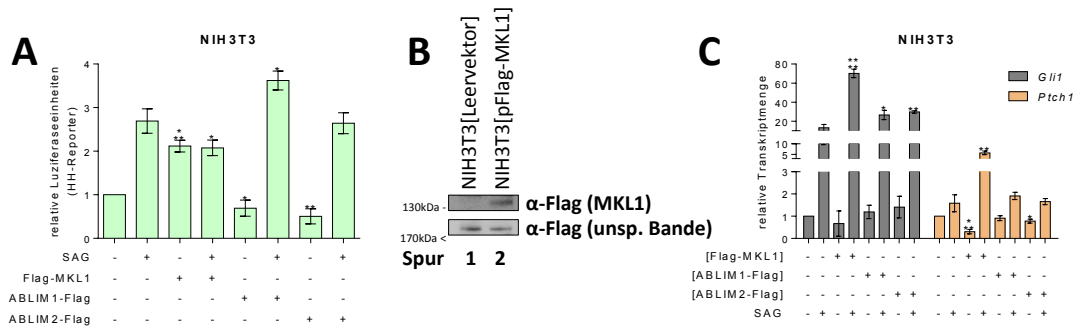 A
NIH3T3
relative Luziferaseeinheiten
(HH-Reporter)
4
3
2
1
0
* ** * * * **
SAG - + - + - + - +
Flag-MKL1 - - + + - - - -
ABLIM1-Flag - - - - + + - -
ABLIM2-Flag - - - - - - + +
B
NIH3T3[Leervektor]
NIH3T3[pFlag-MKL1]
130kDa - α-Flag (MKL1)
170kDa < α-Flag (unsp. Bande)
Spur 1 2
C
NIH3T3
relative Transkriptmenge
80
60
40
20
10
5
3
2
1
0
** ** * ** ** ** *
Gli1
Ptch1
[Flag-MKL1] - - + + - - - - - - + + - - - -
[ABLIM1-Flag] - - - - + + - - - - - - + + - -
[ABLIM2-Flag] - - - - - - + + - - - - - - + +
SAG - + - + - + - + - + - + - + - +